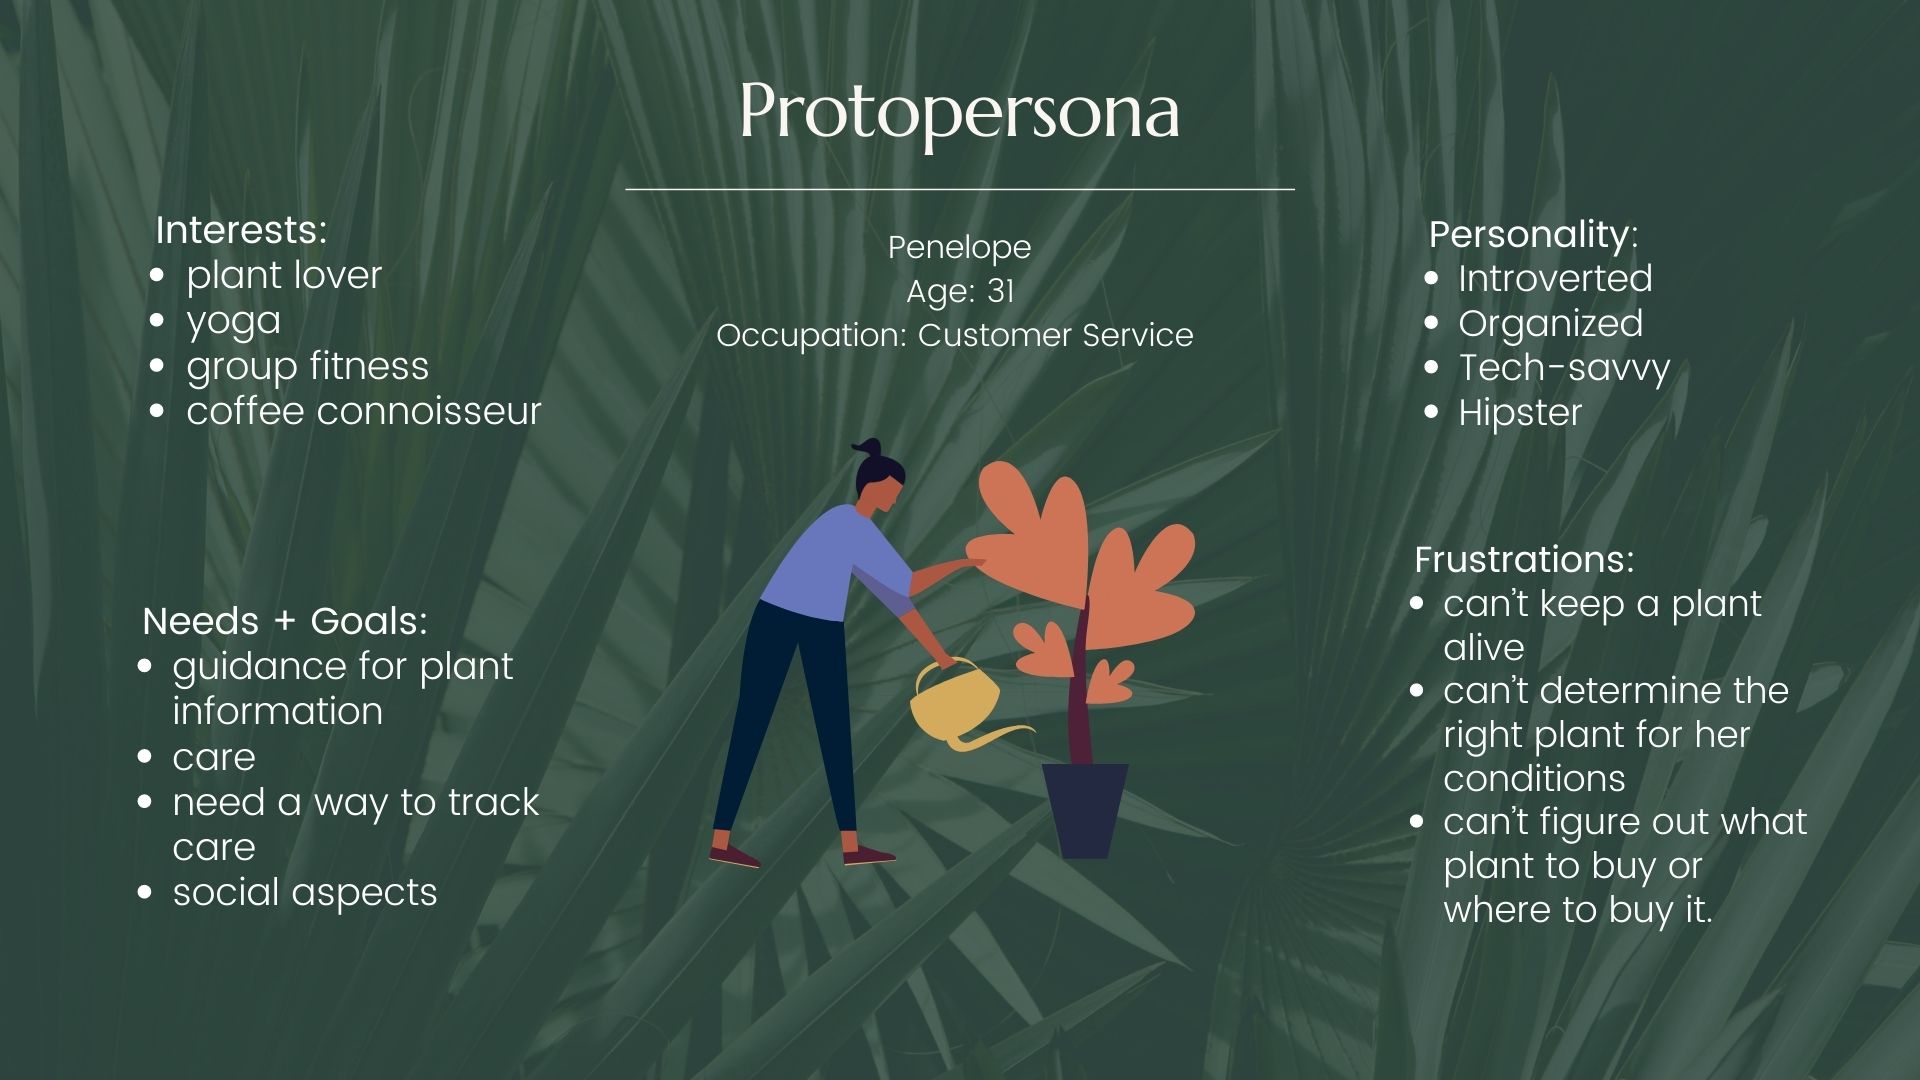 Protopersona
Penelope
Age: 31
Occupation: Customer Service
Interests:
• plant lover
• yoga
• group fitness
• coffee connoisseur
Needs + Goals:
• guidance for plant
information
• care
• need a way to track
care
• social aspects
Personality:
• Introverted
• Organized
• Tech-savvy
• Hipster
Frustrations:
• can't keep a plant
alive
• can't determine the
right plant for her
conditions
• can't figure out what
plant to buy or
where to buy it.